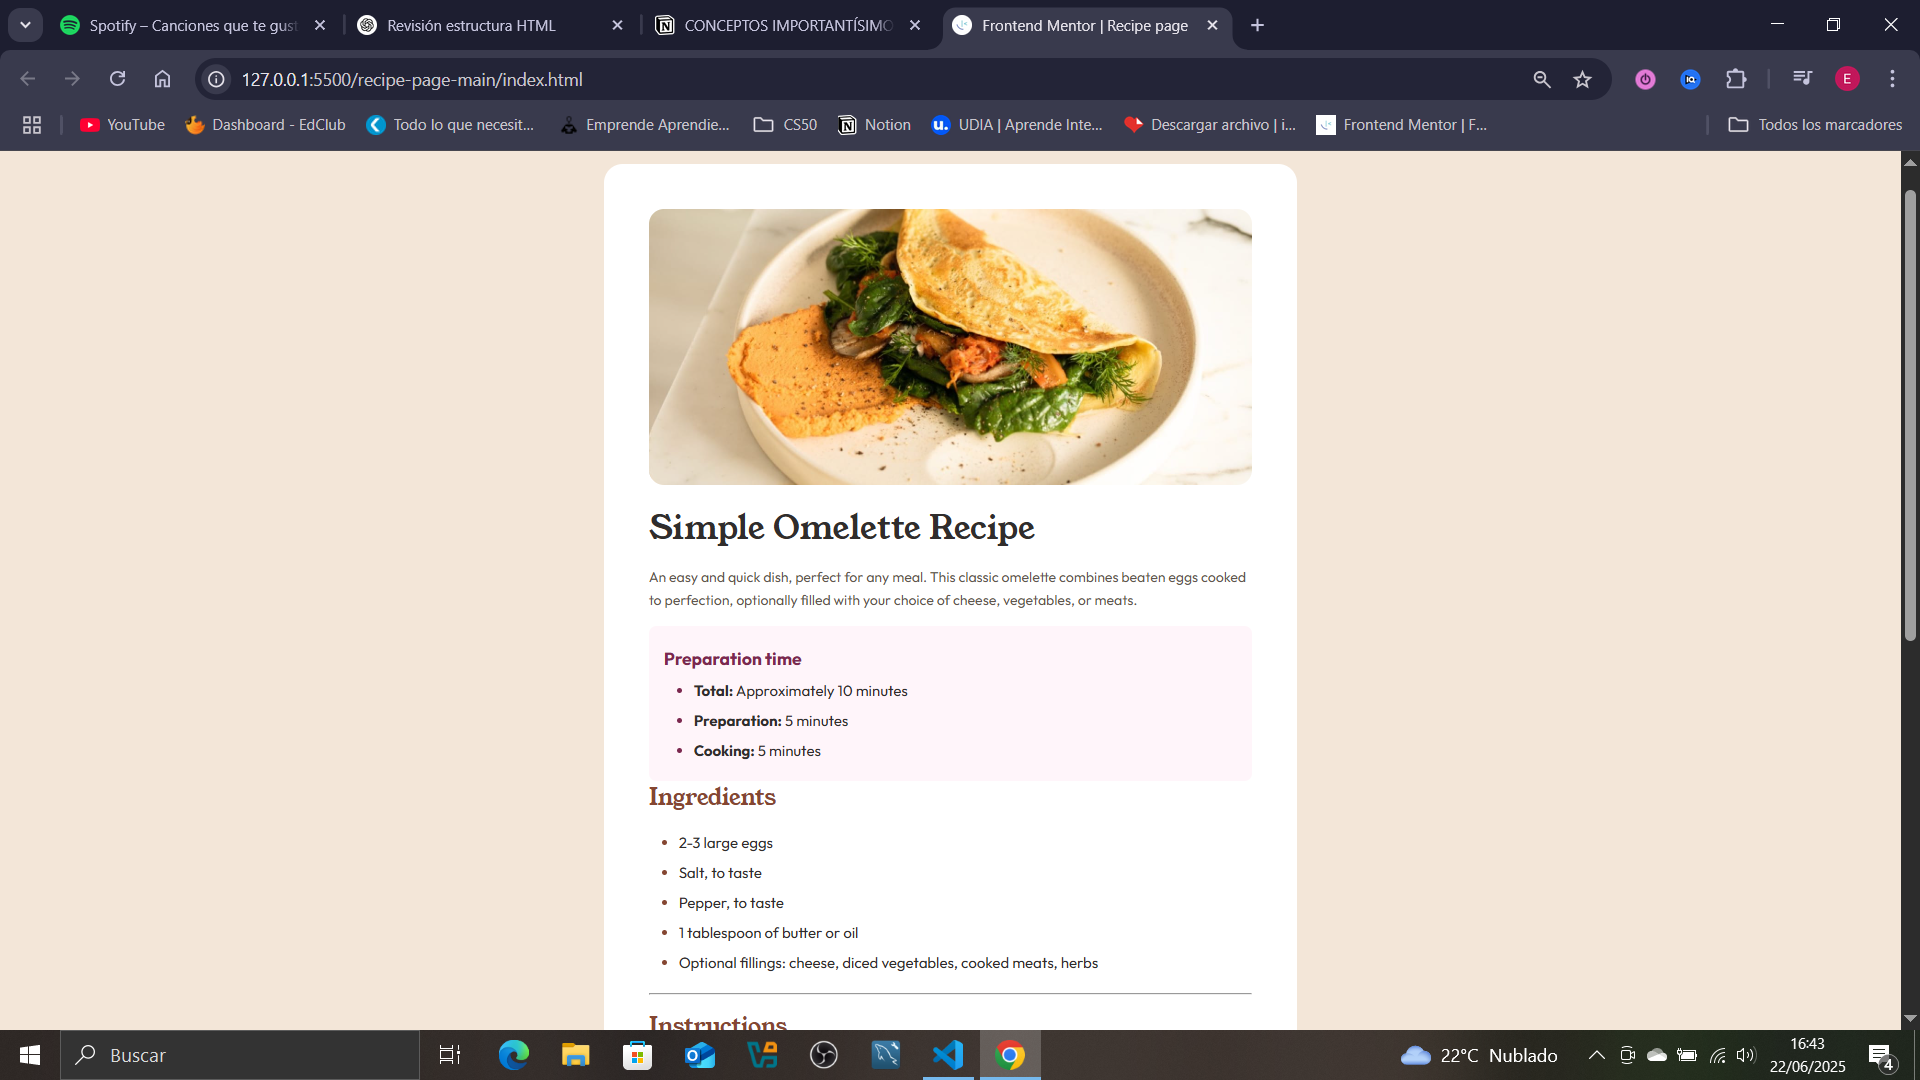 Spotify – Canciones que te gust
Revisión estructura HTML
CONCEPTOS IMPORTANTÍSIMO
Frontend Mentor | Recipe page
127.0.0.1:5500/recipe-page-main/index.html
E
YouTube
Dashboard - EdClub
Todo lo que necesit...
Emprende Aprendie...
CS50
Notion
UDIA | Aprende Inte...
Descargar archivo | i...
Frontend Mentor | F...
Todos los marcadores
Simple Omelette Recipe
An easy and quick dish, perfect for any meal. This classic omelette combines beaten eggs cooked
to perfection, optionally filled with your choice of cheese, vegetables, or meats.
Preparation time
Total: Approximately 10 minutes
Preparation: 5 minutes
Cooking: 5 minutes
Ingredients
2-3 large eggs
Salt, to taste
Pepper, to taste
1 tablespoon of butter or oil
Optional fillings: cheese, diced vegetables, cooked meats, herbs
Instructions
Buscar
22°C Nublado
16:43
22/06/2025
4